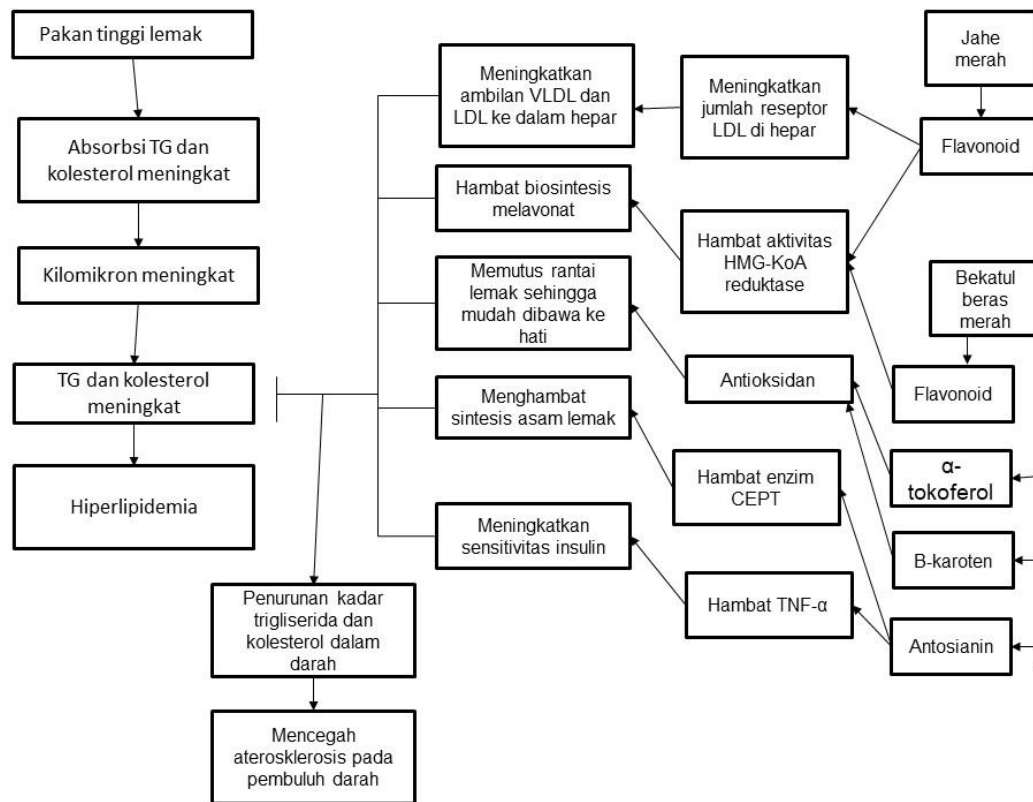 Pakan tinggi lemak
Absorbsi TG dan
kolesterol meningkat
Kilomikron meningkat
TG dan kolesterol
meningkat
Hiperlipidemia
Penurunan kadar
trigliserida dan
kolesterol dalam
darah
Mencegah
aterosklerosis pada
pembuluh darah
Meningkatkan
ambilan VLDL dan
LDL ke dalam hepar
Hambat biosintesis
melavonat
Memutus rantai
lemak sehingga
mudah dibawa ke
hati
Menghambat
sintesis asam lemak
Meningkatkan
sensitivitas insulin
Meningkatkan
jumlah reseptor
LDL di hepar
Hambat aktivitas
HMG-KoA
reduktase
Antioksidan
Hambat enzim
CEPT
Hambat TNF-α
Jahe
merah
Flavonoid
Bekatul
beras
merah
Flavonoid
α-
tokoferol
B-karoten
Antosianin